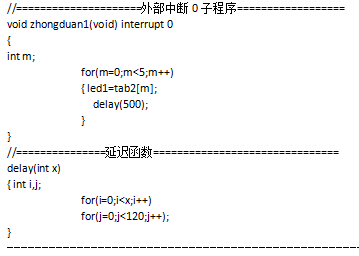 //=====================外部中断 0 子程序==================
void zhongduan1(void) interrupt 0
{
int m;
for(m=0;m<5;m++)
{ led1=tab2[m];
delay(500);
}
}
//===============延迟函数===============================
delay(int x)
{ int i,j;
for(i=0;i<x;i++)
for(j=0;j<120;j++);
}